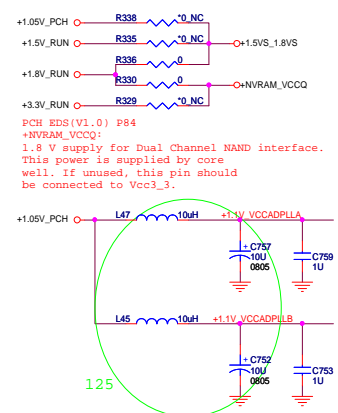 +1.05V_PCH R338 *0_NC
+1.5V_RUN R335 *0_NC +1.5VS_1.8VS
R336 0
+1.8V_RUN
R330 0 +NVRAM_VCCQ
+3.3V_RUN R329 *0_NC
PCH EDS(V1.0) P84
+NVRAM_VCCQ:
1.8 V supply for Dual Channel NAND interface.
This power is supplied by core
well. If unused, this pin should
be connected to Vcc3_3.
+1.05V_PCH L47 10uH +1.1V_VCCADPLLA
+ C757
10U
0805
C759
1U
L45 10uH +1.1V_VCCADPLLB
+ C752
10U
0805
C753
1U
125